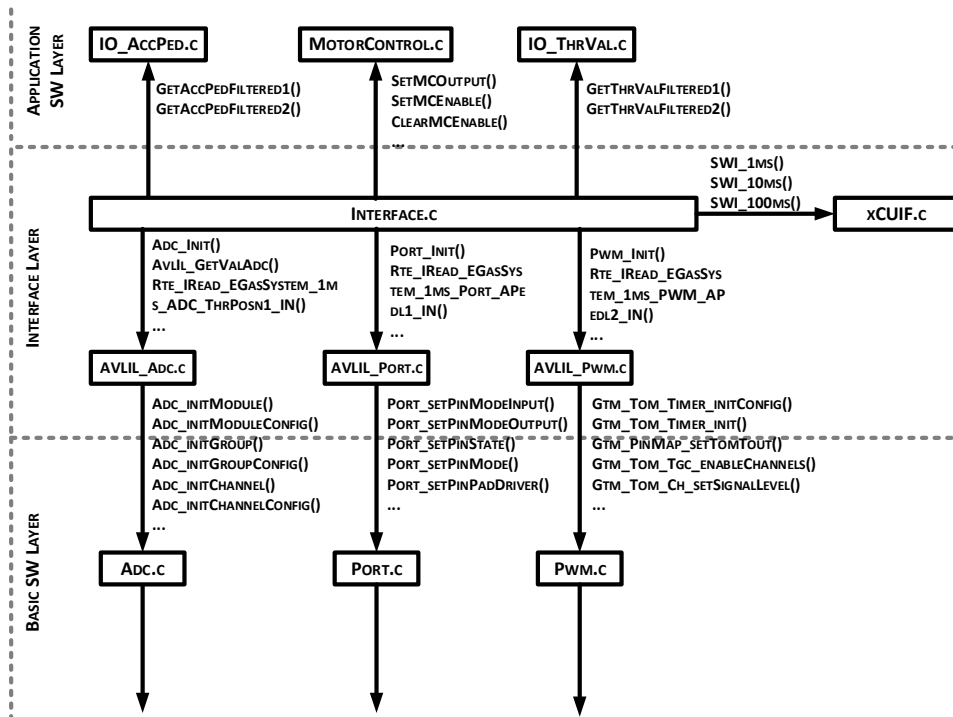 APPLICATION
SW LAYER
IO_ACCPED.C
MOTORCONTROL.C
IO_THRVAL.C
GETACCPEDFILTERED1()
GETACCPEDFILTERED2()
SETMCOUTPUT()
SETMCENABLE()
CLEARMCENABLE()
...
GETTHRVALFILTERED1()
GETTHRVALFILTERED2()
INTERFACE LAYER
SWI_1MS()
SWI_10MS()
SWI_100MS()
INTERFACE.C
XCUIF.C
ADC_INIT()
AVLIL_GETVALADC()
RTE_IREAD_EGASSYSTEM_1M
S_ADC_THRPOSN1_IN()
...
PORT_INIT()
RTE_IREAD_EGASSYS
TEM_1MS_PORT_APE
DL1_IN()
...
PWM_INIT()
RTE_IREAD_EGASSYS
TEM_1MS_PWM_AP
EDL2_IN()
...
AVLIL_ADC.C
AVLIL_PORT.C
AVLIL_PWM.C
ADC_INITMODULE()
ADC_INITMODULECONFIG()
ADC_INITGROUP()
ADC_INITGROUPCONFIG()
ADC_INITCHANNEL()
ADC_INITCHANNELCONFIG()
...
PORT_SETPINMODEINPUT()
PORT_SETPINMODEOUTPUT()
PORT_SETPINSTATE()
PORT_SETPINMODE()
PORT_SETPINPADDRIVER()
...
GTM_TOM_TIMER_INITCONFIG()
GTM_TOM_TIMER_INIT()
GTM_PINMAP_SETTOMTOUT()
GTM_TOM_TGC_ENABLECHANNELS()
GTM_TOM_CH_SETSIGNALLEVEL()
...
BASIC SW LAYER
ADC.C
PORT.C
PWM.C